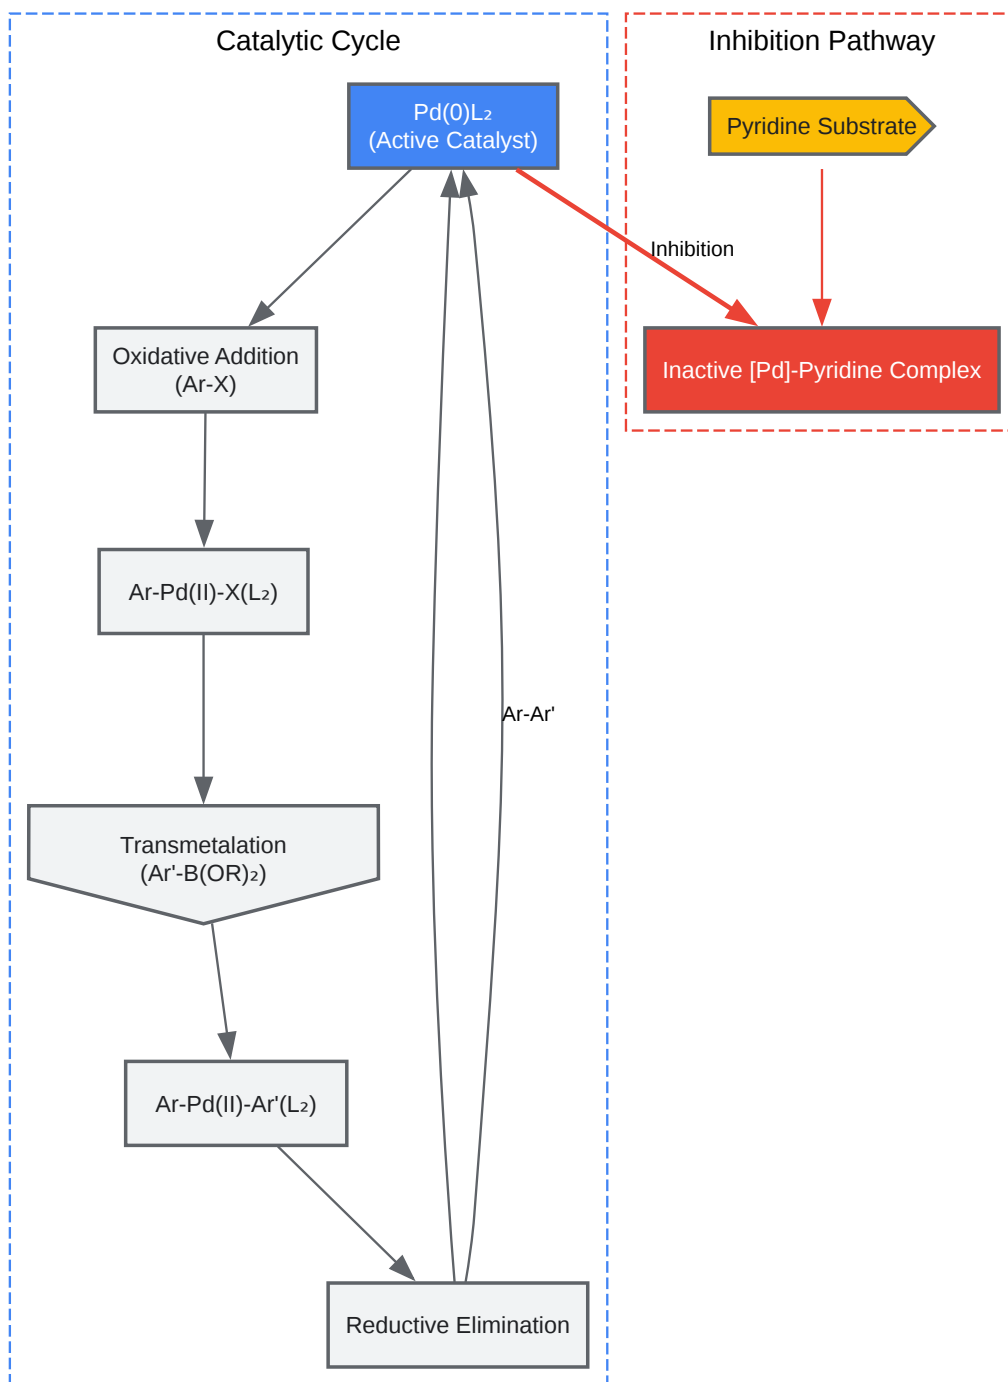 Catalytic Cycle
Pd(0)L₂
(Active Catalyst)
Oxidative Addition
(Ar-X)
Ar-Pd(II)-X(L₂)
Transmetalation
(Ar'-B(OR)₂)
Ar-Pd(II)-Ar'(L₂)
Reductive Elimination
Ar-Ar'
Inhibition Pathway
Pyridine Substrate
Inhibition
Inactive [Pd]-Pyridine Complex